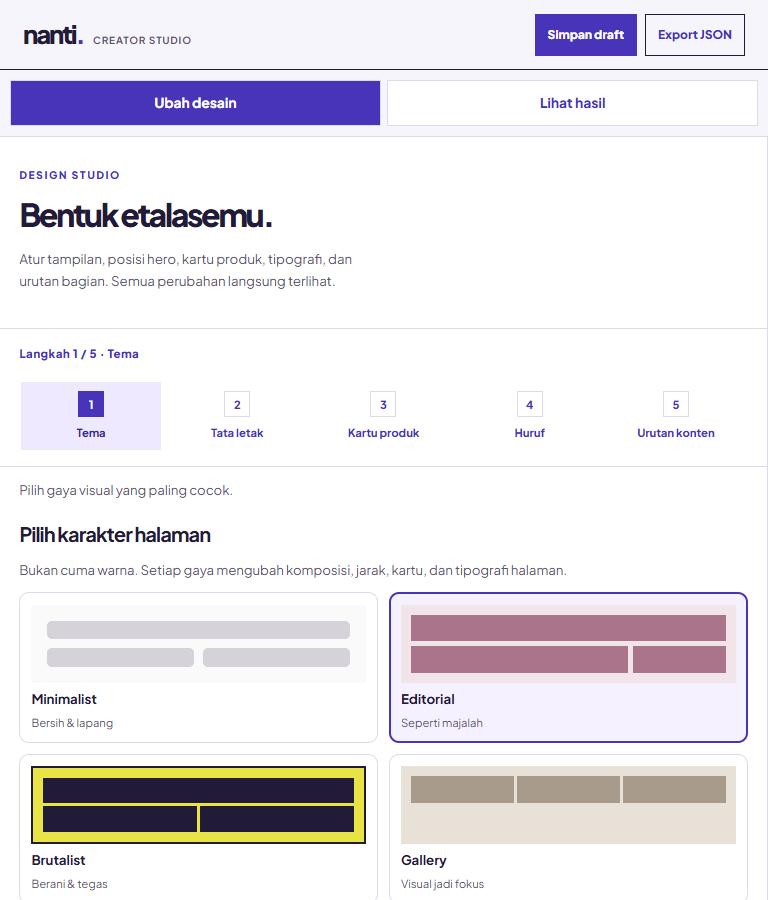 nanti. CREATOR STUDIO
Simpan draft
Export JSON
Ubah desain
Lihat hasil
DESIGN STUDIO
Bentuk etalasemu.
Atur tampilan, posisi hero, kartu produk, tipografi, dan
urutan bagian. Semua perubahan langsung terlihat.
Langkah 1 / 5 · Tema
1
Tema
2
Tata letak
3
Kartu produk
4
Huruf
5
Urutan konten
Pilih gaya visual yang paling cocok.
Pilih karakter halaman
Bukan cuma warna. Setiap gaya mengubah komposisi, jarak, kartu, dan tipografi halaman.
Minimalist
Bersih & lapang
Editorial
Seperti majalah
Brutalist
Berani & tegas
Gallery
Visual jadi fokus